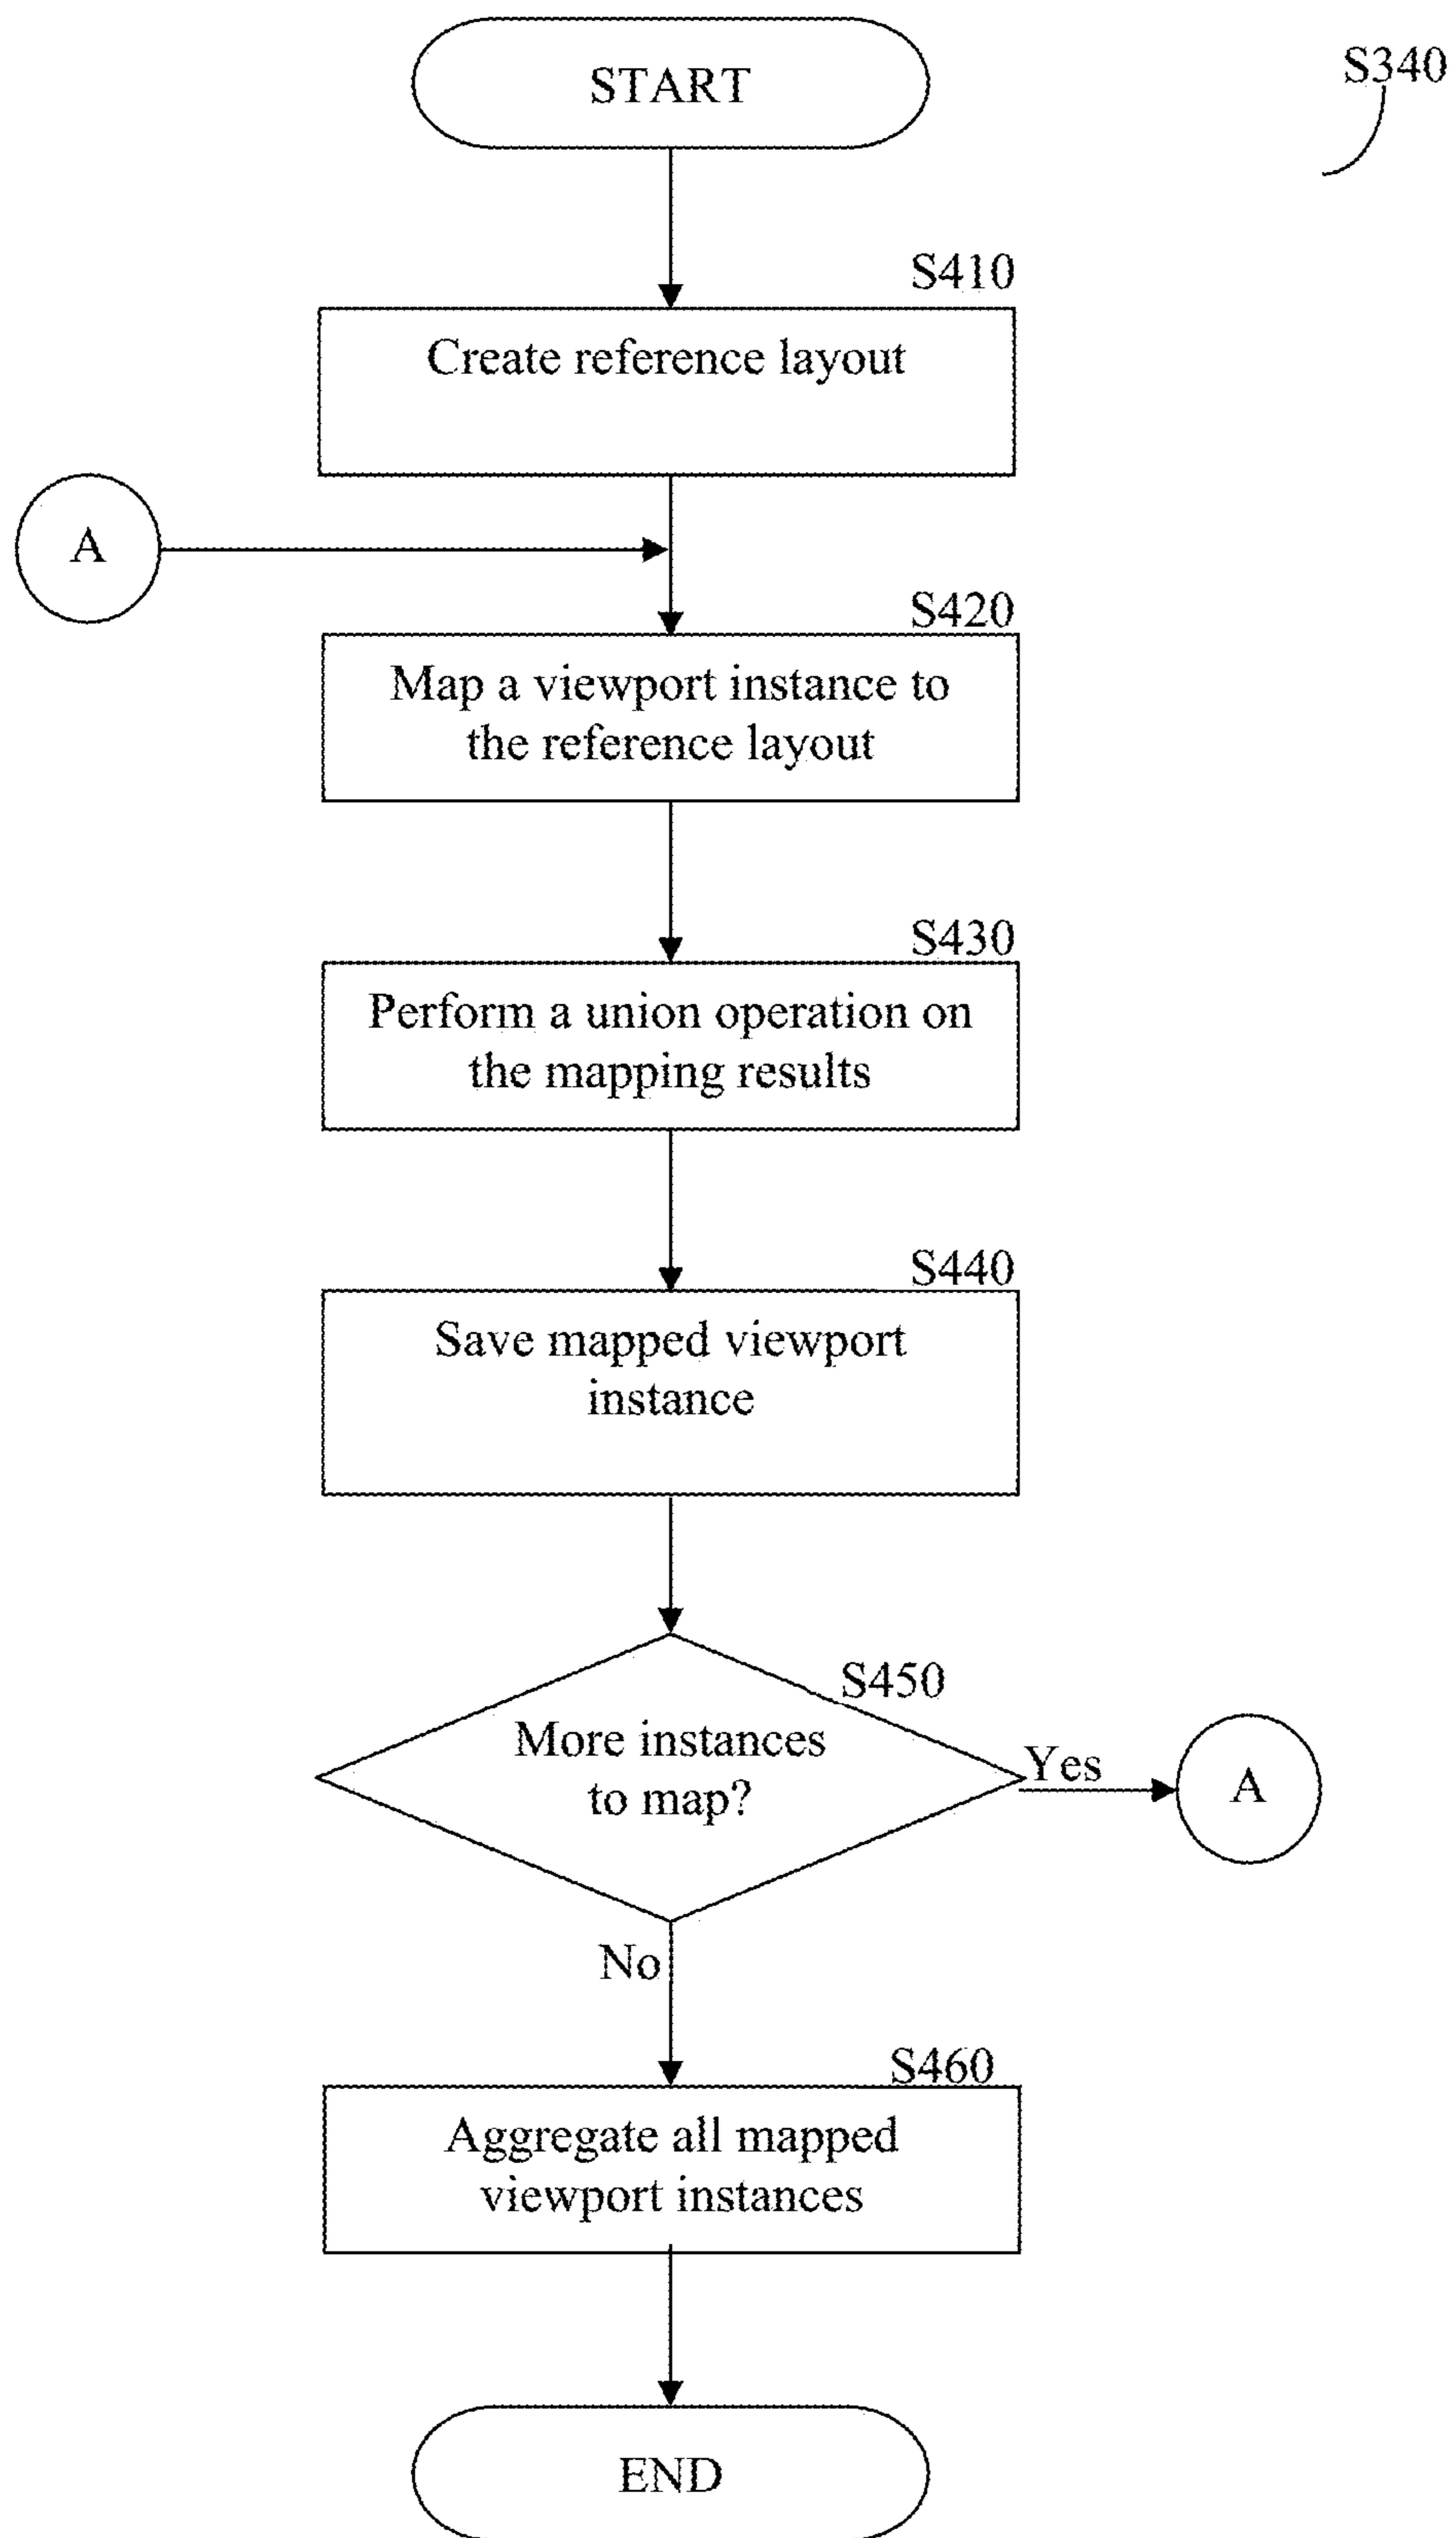 START
S340
S410
Create reference layout
A
S420
Map a viewport instance to
the reference layout
S430
Perform a union operation on
the mapping results
S440
Save mapped viewport
instance
S450
More instances
to map?
Yes
A
No
S460
Aggregate all mapped
viewport instances
END